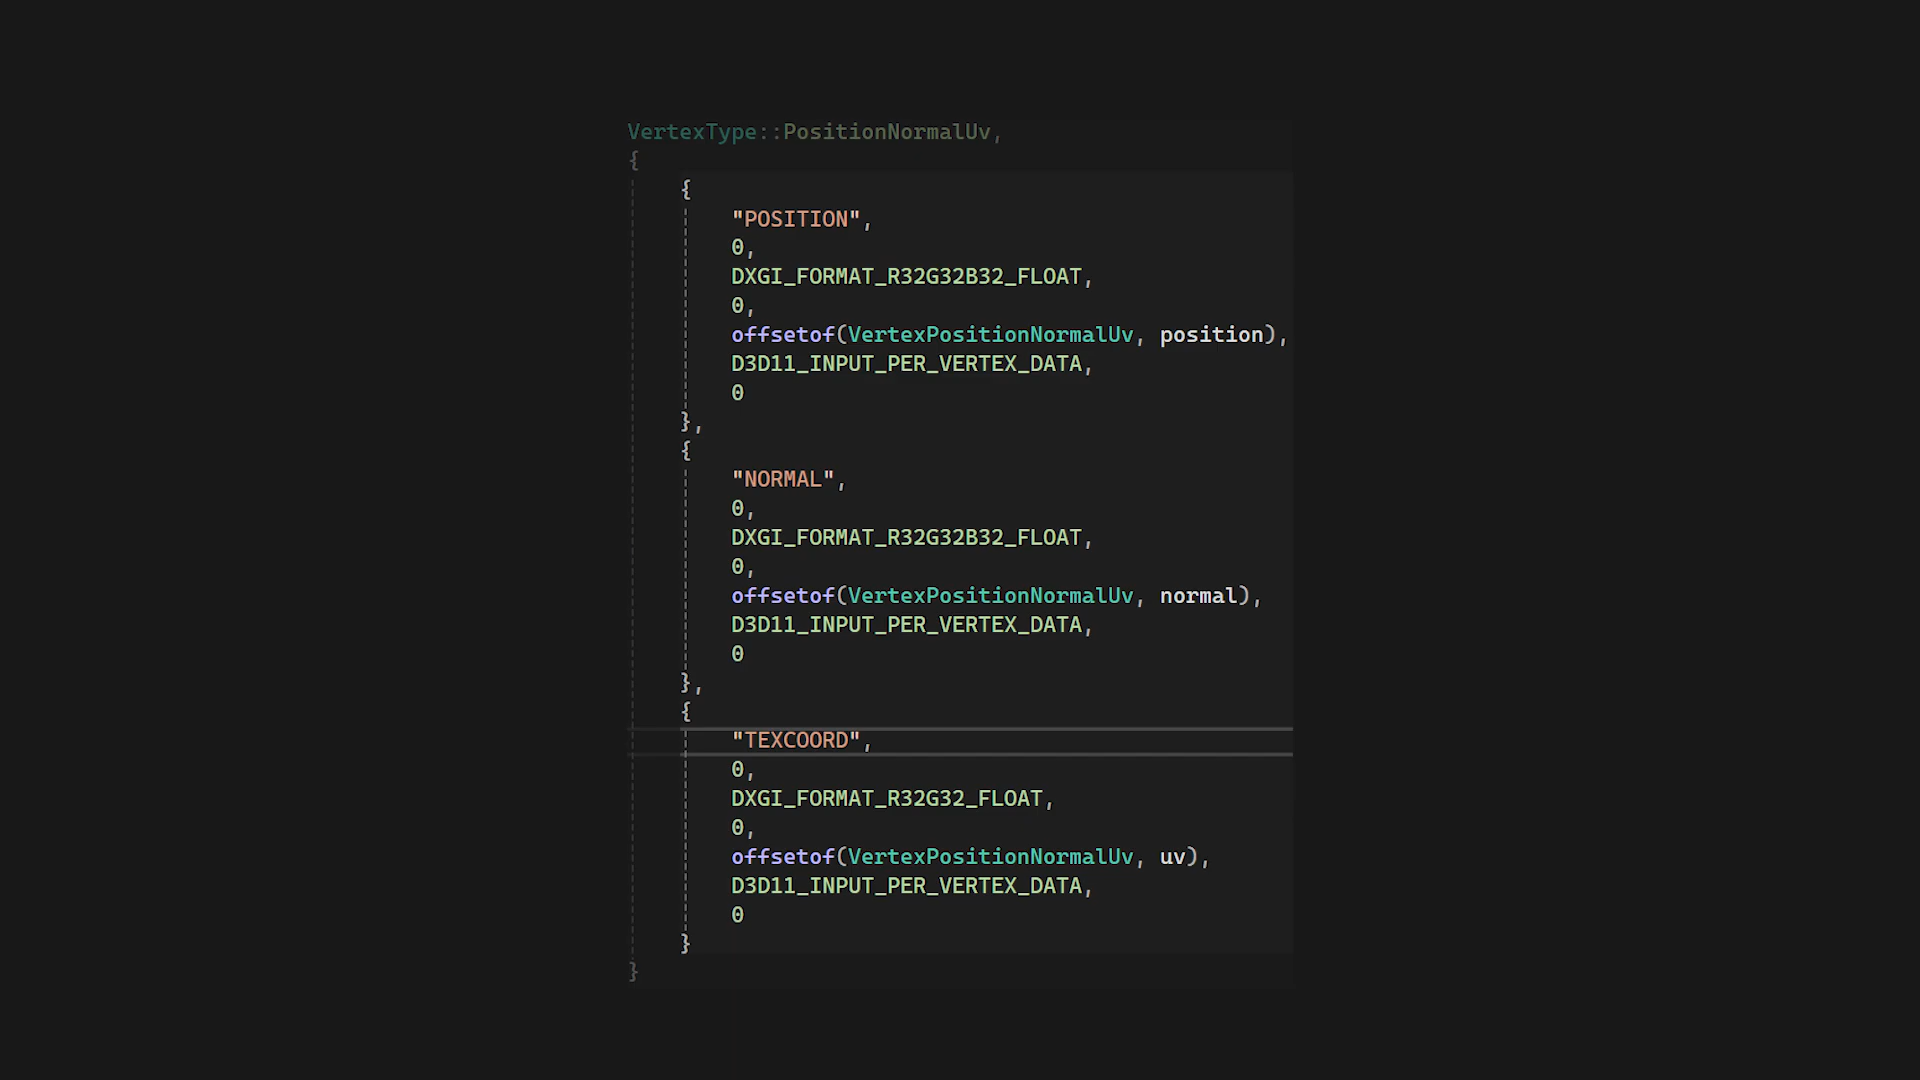 VertexType::PositionNormalUv,
{
{
"POSITION",
0,
DXGI_FORMAT_R32G32B32_FLOAT,
0,
offsetof(VertexPositionNormalUv, position),
D3D11_INPUT_PER_VERTEX_DATA,
0
},
{
"NORMAL",
0,
DXGI_FORMAT_R32G32B32_FLOAT,
0,
offsetof(VertexPositionNormalUv, normal),
D3D11_INPUT_PER_VERTEX_DATA,
0
},
{
"TEXCOORD",
0,
DXGI_FORMAT_R32G32_FLOAT,
0,
offsetof(VertexPositionNormalUv, uv),
D3D11_INPUT_PER_VERTEX_DATA,
0
}
}